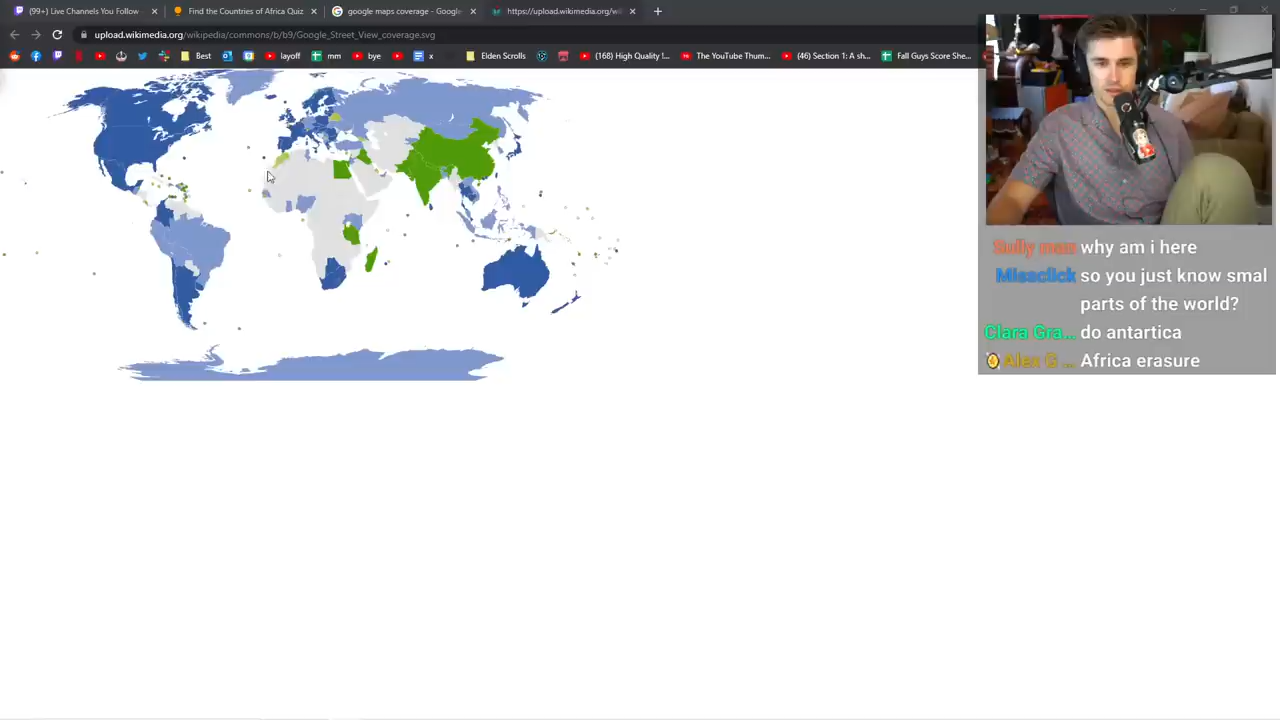 (99+) Live Channels You Follow
Find the Countries of Africa Quiz
google maps coverage - Google
https://upload.wikimedia.org/wi
upload.wikimedia.org/wikipedia/commons/b/b9/Google_Street_View_coverage.svg
layoff
mm
bye
x
Best
Elden Scrolls
(168) High Quality !...
The YouTube Thum...
(46) Section 1: A sh...
Fall Guys Score She...
Sully man why am i here
Missclick so you just know smal
parts of the world?
Clara Gra... do antartica
Alex G ... Africa erasure